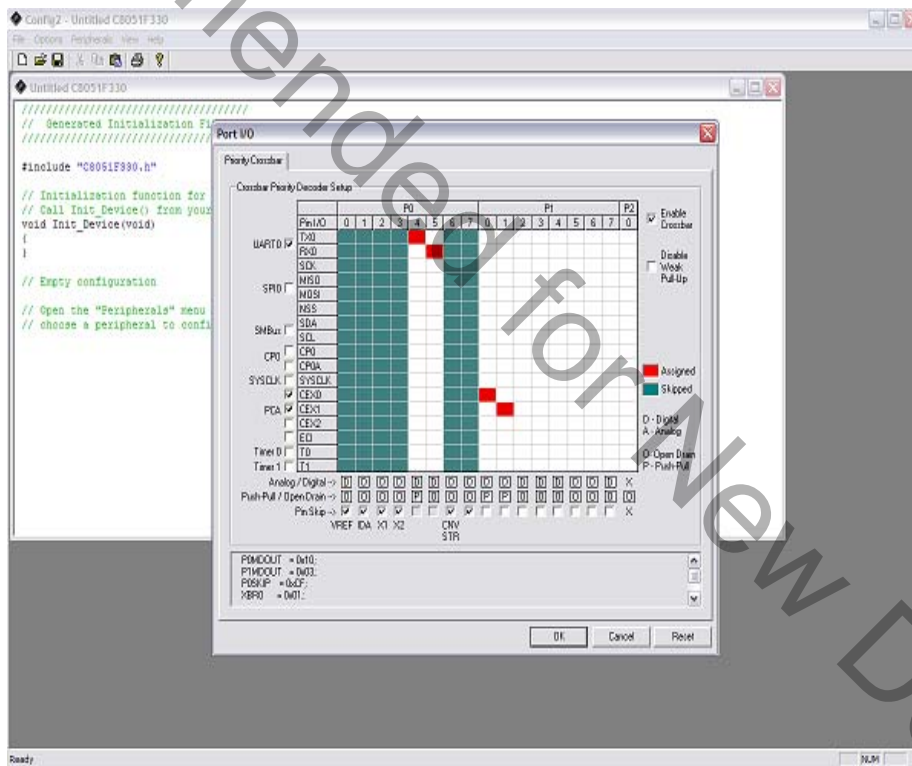 Config2 - Untitled C8051F330
File Options Peripherals View Help
Untitled C8051F330
/////////////////////////////////////
// Generated Initialization Fi
#include "C8051F330.h"
// Initialization function for
// Call Init_Device() from your
void Init_Device(void)
{
}
// Empty configuration
// Open the "Peripherals" menu
// choose a peripheral to confi
Port I/O
Priority Crossbar
Crossbar Priority Decoder Setup
P0 P1 P2
Pin I/O 0 1 2 3 4 5 6 7 0 1 2 3 4 5 6 7 0
UART0 TX0
RX0
SCK
SPI0 MISO
MOSI
NSS
SMBus SDA
SCL
CP0 CP0
CP0A
SYSCLK SYSCLK
CEX0
PCA CEX1
CEX2
ECI
Timer 0 T0
Timer 1 T1
Analog / Digital -> D D D D D D D D D D D D D D D D X
Push-Pull / Open Drain -> O O O O P O O O P P O O O O O O O
Pin Skip -> X
VREF IDA X1 X2 CNV
STR
Enable
Crossbar
Disable
Weak
Pull-Up
Assigned
Skipped
D - Digital
A - Analog
O- Open Drain
P - Push-Pull
P0MDOUT = 0x10;
P1MDOUT = 0x03;
P0SKIP = 0xCF;
XBR0 = 0x01;
OK Cancel Reset
Ready NUM
mended for New D